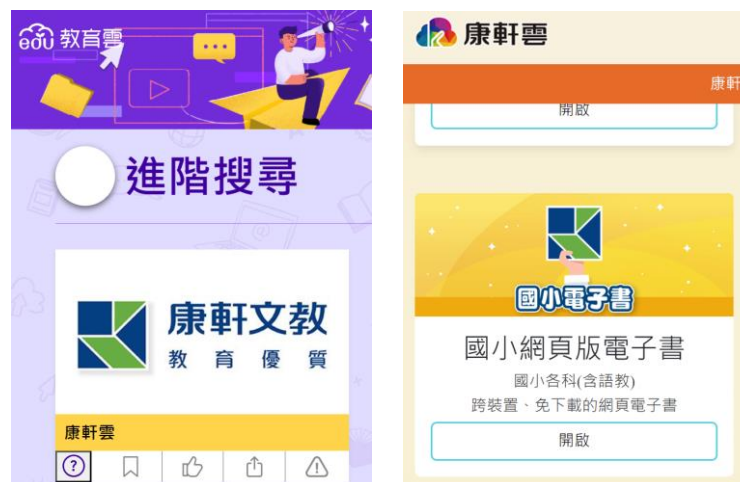 edu 教育雲
進階搜尋
康軒文教
教育優質
康軒雲
康軒雲
康軒
開啟
國小電子書
國小網頁版電子書
國小各科(含語教)
跨裝置、免下載的網頁電子書
開啟